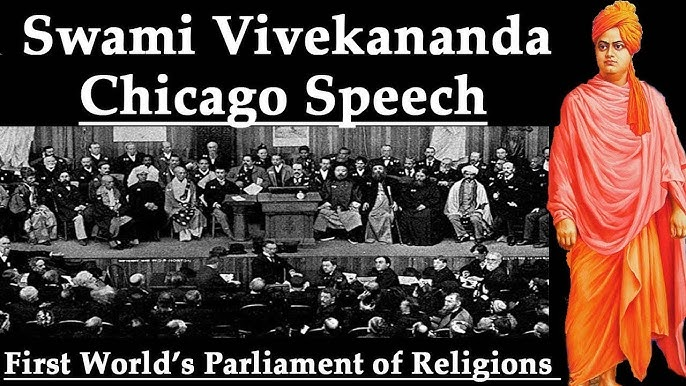 Swami Vivekananda
Chicago Speech
First World's Parliament of Religions